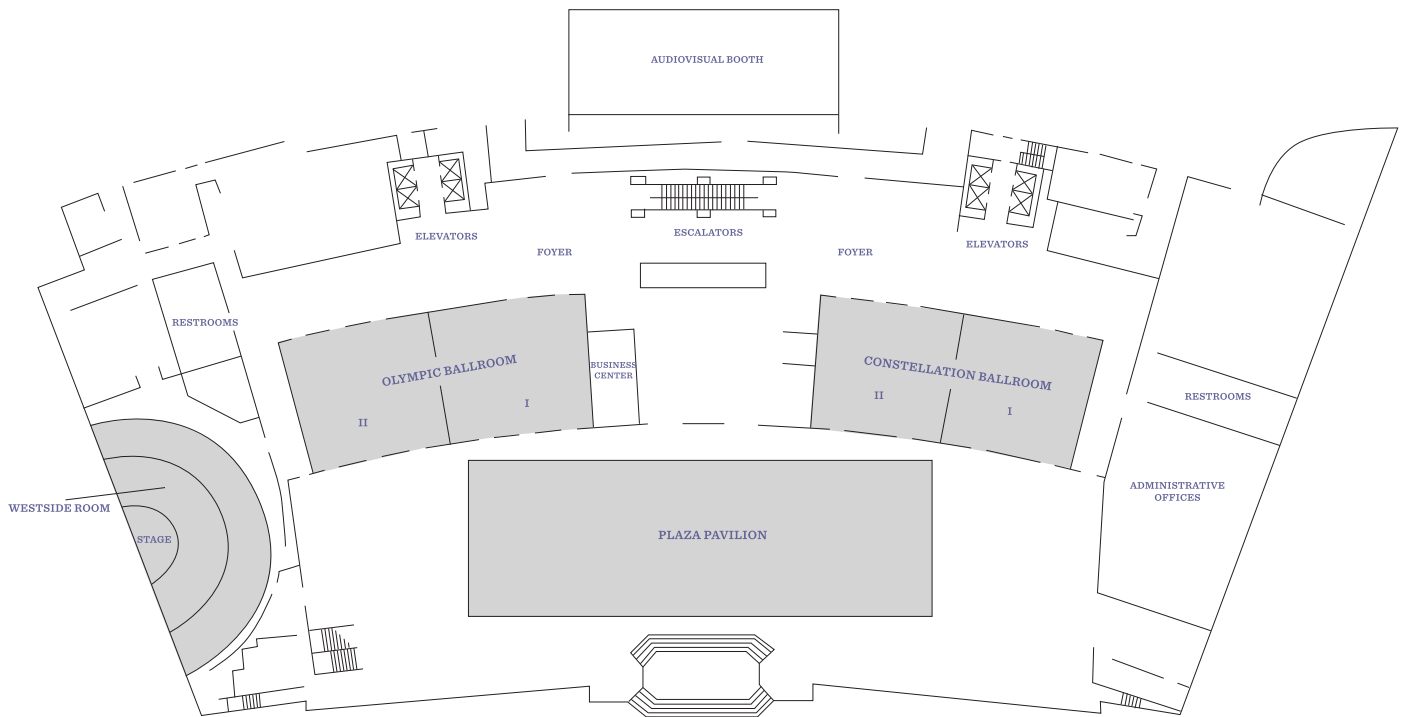 AUDIOVISUAL BOOTH
ELEVATORS
ESCALATORS
ELEVATORS
FOYER
FOYER
RESTROOMS
OLYMPIC BALLROOM
II
I
BUSINESS
CENTER
CONSTELLATION BALLROOM
II
I
RESTROOMS
ADMINISTRATIVE
OFFICES
WESTSIDE ROOM
STAGE
PLAZA PAVILION